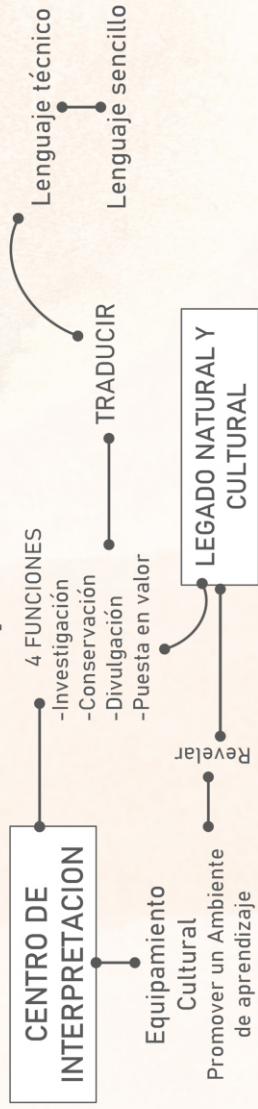 CENTRO DE
INTERPRETACION
4 FUNCIONES
-Investigación
-Conservación
-Divulgación
-Puesta en valor
TRADUCIR
Lenguaje técnico
Lenguaje sencillo
Equipamiento
Cultural
Promover un Ambiente
de aprendizaje
Revelar
LEGADO NATURAL Y
CULTURAL